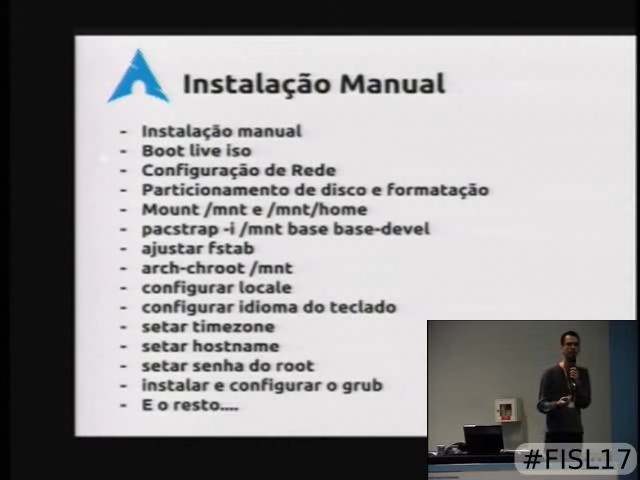 Instalação Manual
- Instalação manual
- Boot live iso
- Configuração de Rede
- Particionamento de disco e formatação
- Mount /mnt e /mnt/home
- pacstrap -i /mnt base base-devel
- ajustar fstab
- arch-chroot /mnt
- configurar locale
- configurar idioma do teclado
- setar timezone
- setar hostname
- setar senha do root
- instalar e configurar o grub
- E o resto....
#FISL17